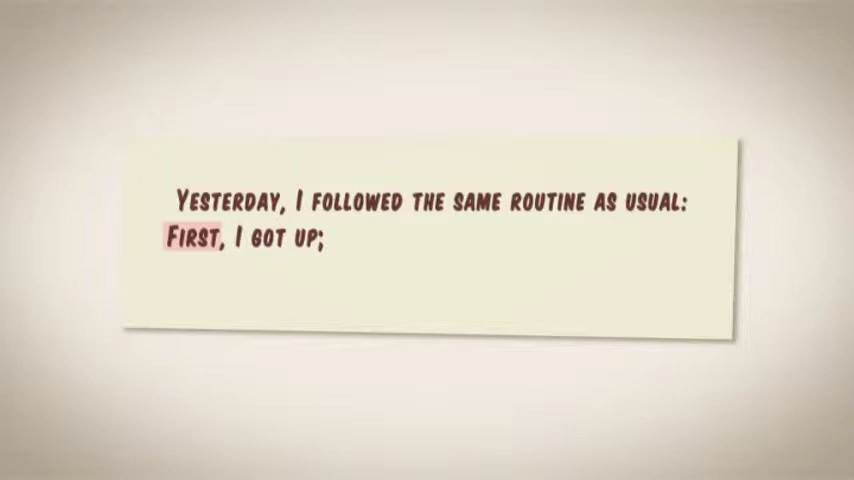 Yesterday, I followed the same routine as usual:
First, I got up;